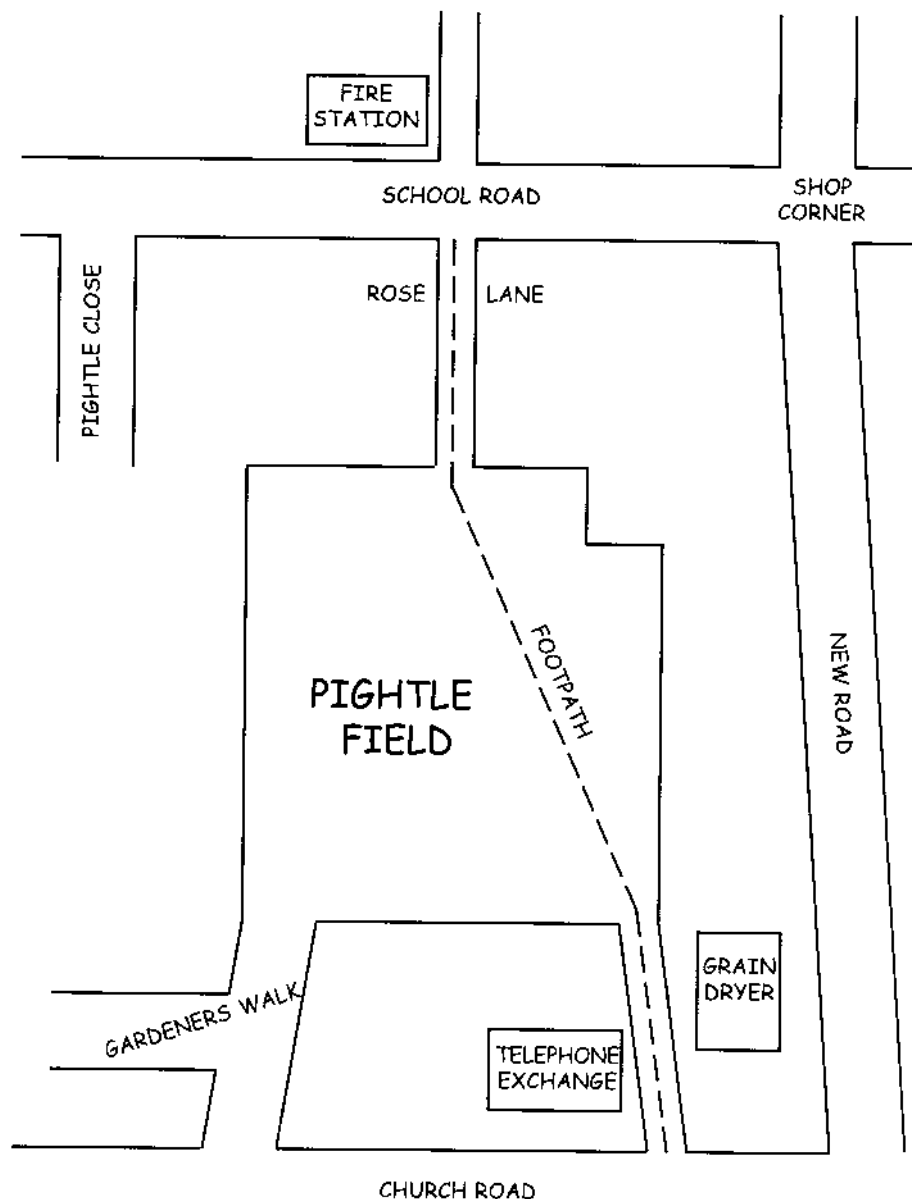 FIRE
STATION
SCHOOL ROAD
SHOP
CORNER
ROSE LANE
PIGHTLE CLOSE
FOOTPATH
NEW ROAD
PIGHTLE
FIELD
GRAIN
DRYER
GARDENERS WALK
TELEPHONE
EXCHANGE
CHURCH ROAD